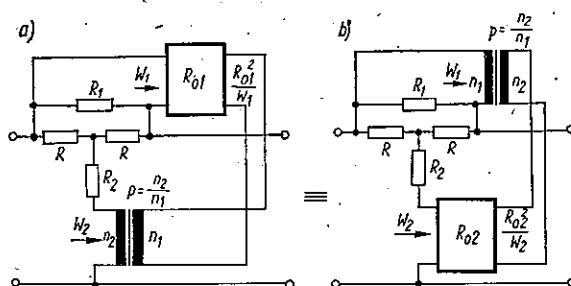 a)
W₁
R₀₁
R₀₁²/W₁
R₁
R
R
R₂
p=n₂/n₁
W₂
n₂
n₁
≡
b)
p=n₂/n₁
W₁
n₁
n₂
R₁
R
R
R₂
W₂
R₀₂
R₀₂²/W₂